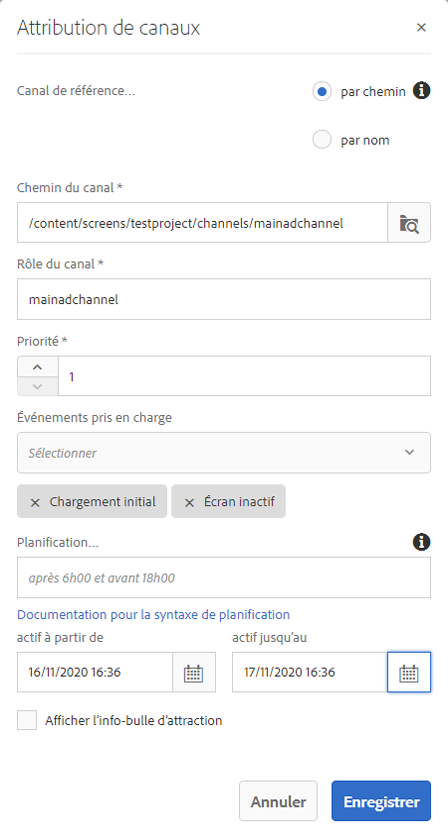 Attribution de canaux
Canal de référence...
par chemin
par nom
Chemin du canal *
/content/screens/testproject/channels/mainadchannel
Rôle du canal *
mainadchannel
Priorité *
1
Événements pris en charge
Sélectionner
× Chargement initial × Écran inactif
Planification...
après 6h00 et avant 18h00
Documentation pour la syntaxe de planification
actif à partir de actif jusqu'au
16/11/2020 16:36 17/11/2020 16:36
Afficher l'info-bulle d'attraction
Annuler Enregistrer